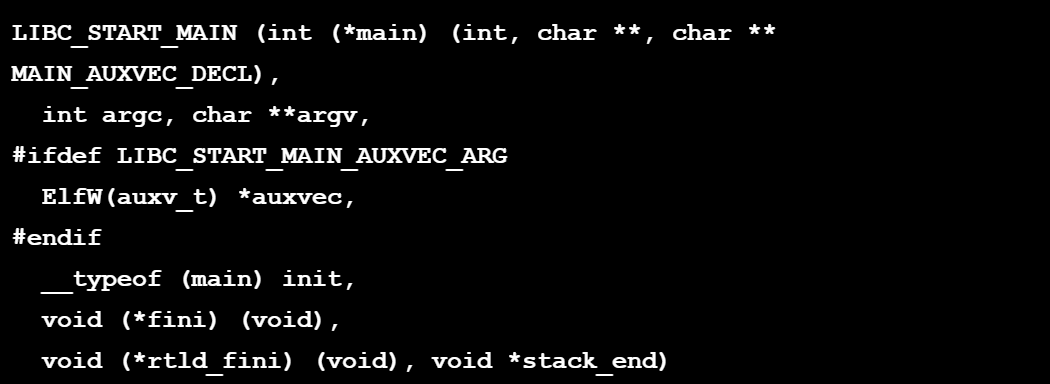 LIBC_START_MAIN (int (*main) (int, char **, char **
MAIN_AUXVEC_DECL),
  int argc, char **argv,
#ifdef LIBC_START_MAIN_AUXVEC_ARG
  ElfW(auxv_t) *auxvec,
#endif
  __typeof (main) init,
  void (*fini) (void),
  void (*rtld_fini) (void), void *stack_end)